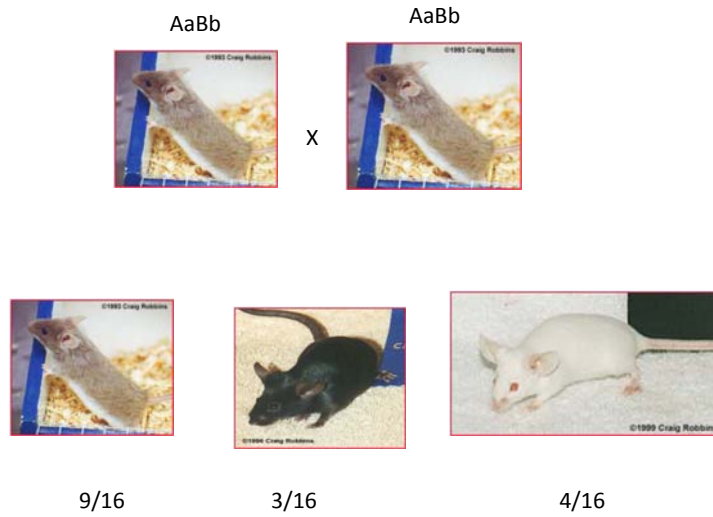 AaBb
AaBb
©1993 Craig Robbins
©1993 Craig Robbins
X
©1993 Craig Robbins
©1996 Craig Robbins
©1999 Craig Robbins
9/16
3/16
4/16